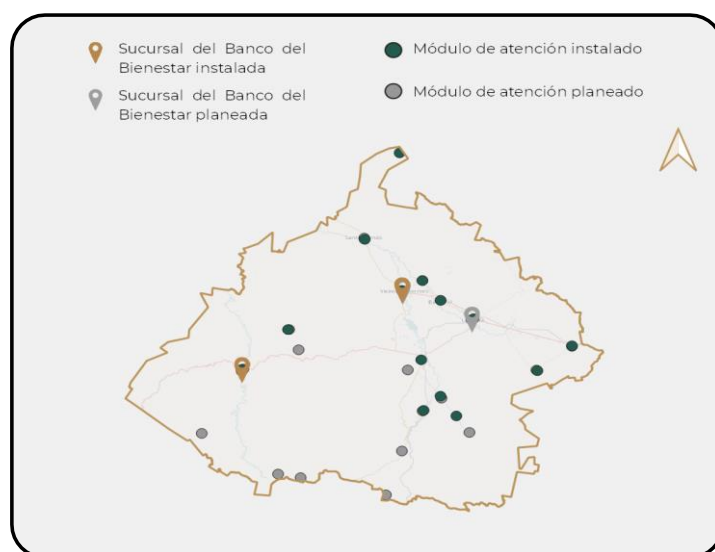 Sucursal del Banco del
Bienestar instalada
Sucursal del Banco del
Bienestar planeada
Módulo de atención instalado
Módulo de atención planeado